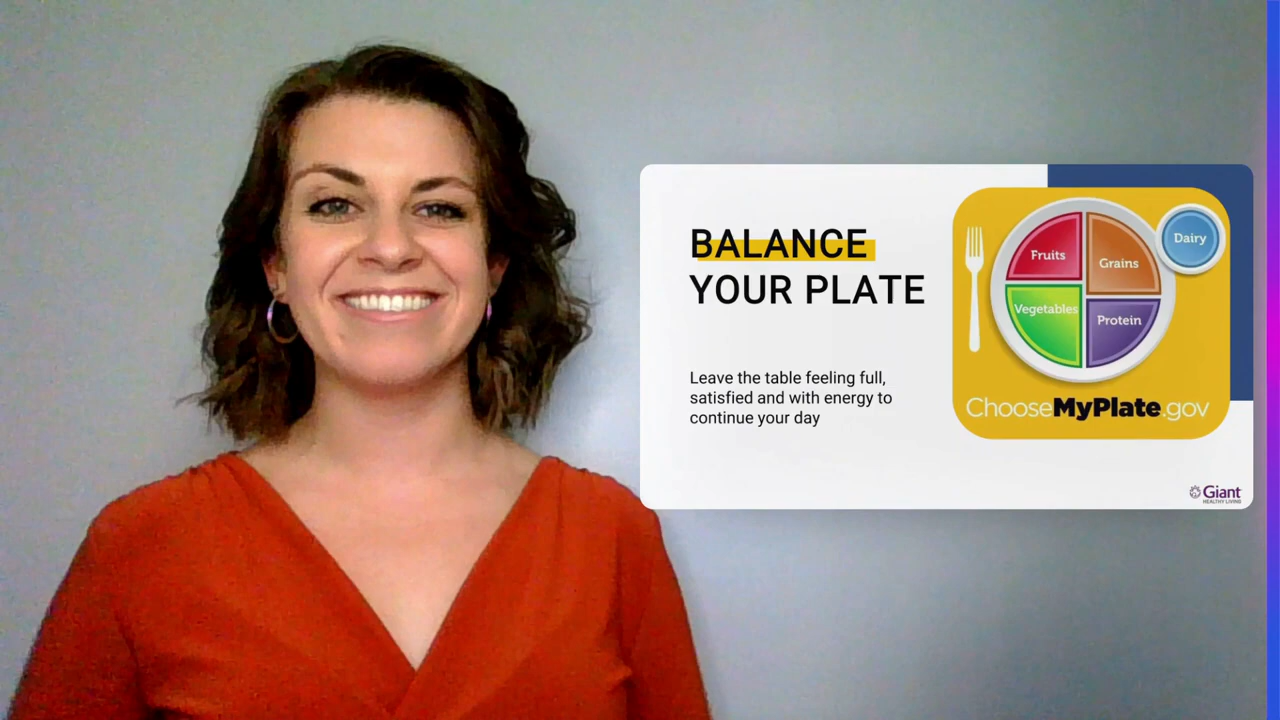 BALANCE
YOUR PLATE
Leave the table feeling full,
satisfied and with energy to
continue your day
Fruits
Grains
Dairy
Vegetables
Protein
ChooseMyPlate.gov
Giant
HEALTHY LIVING